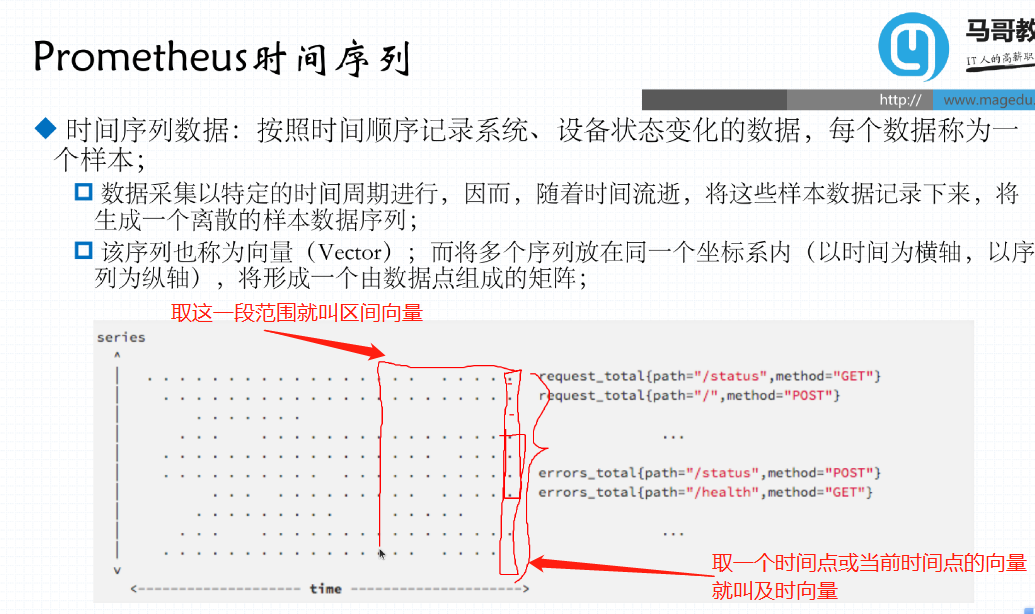 Prometheus时间序列
马哥教
IT人的高薪职
http://
www.magedu.
时间序列数据：按照时间顺序记录系统、设备状态变化的数据，每个数据称为一
个样本；
数据采集以特定的时间周期进行，因而，随着时间流逝，将这些样本数据记录下来，将
生成一个离散的样本数据序列；
该序列也称为向量（Vector）；而将多个序列放在同一个坐标系内（以时间为横轴，以序
列为纵轴），将形成一个由数据点组成的矩阵；
取这一段范围就叫区间向量
series
request_total{path="/status",method="GET"}
request_total{path="/",method="POST"}
...
errors_total{path="/status",method="POST"}
errors_total{path="/health",method="GET"}
...
取一个时间点或当前时间点的向量
就叫及时向量
<-------------------- time --------------------->